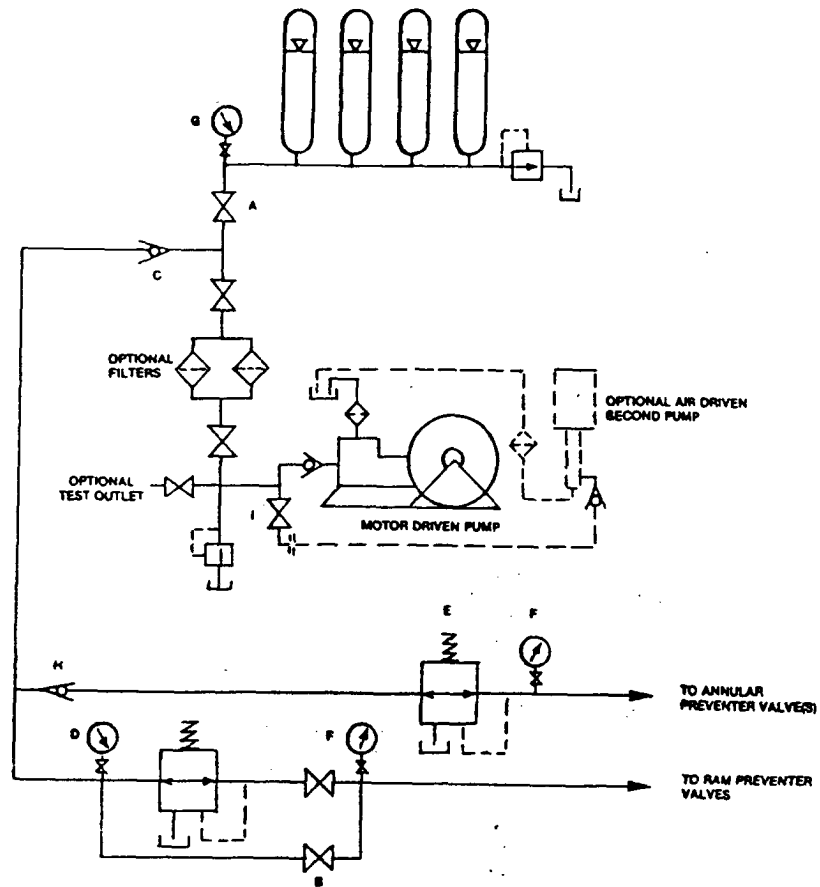 G
A
C
OPTIONAL
FILTERS
OPTIONAL AIR DRIVEN
SECOND PUMP
OPTIONAL
TEST OUTLET
I
MOTOR DRIVEN PUMP
E
F
H
TO ANNULAR
PREVENTER VALVE(S)
D
F
TO RAM PREVENTER
VALVES
B